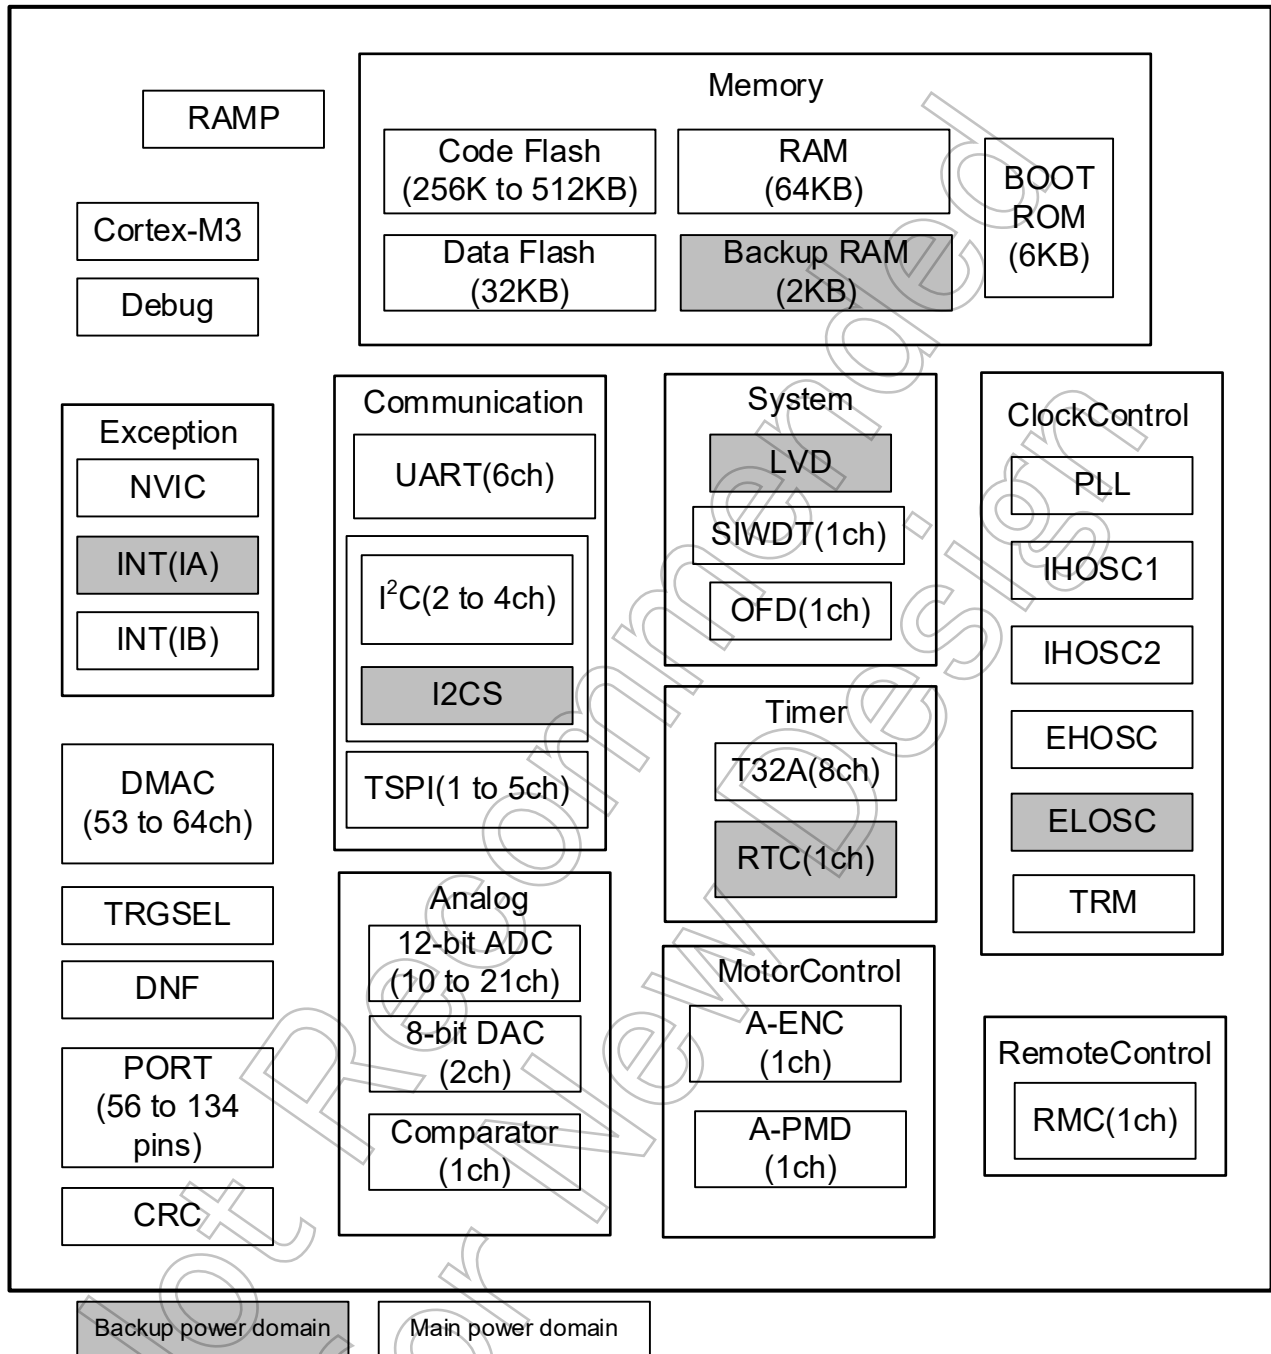 RAMP
Memory
Code Flash
(256K to 512KB)
RAM
(64KB)
BOOT
ROM
(6KB)
Data Flash
(32KB)
Backup RAM
(2KB)
Cortex-M3
Debug
Exception
NVIC
INT(IA)
INT(IB)
Communication
UART(6ch)
I²C(2 to 4ch)
I2CS
TSPI(1 to 5ch)
System
LVD
SIWDT(1ch)
OFD(1ch)
Timer
T32A(8ch)
RTC(1ch)
ClockControl
PLL
IHOSC1
IHOSC2
EHOSC
ELOSC
TRM
DMAC
(53 to 64ch)
TRGSEL
DNF
PORT
(56 to 134
pins)
CRC
Analog
12-bit ADC
(10 to 21ch)
8-bit DAC
(2ch)
Comparator
(1ch)
MotorControl
A-ENC
(1ch)
A-PMD
(1ch)
RemoteControl
RMC(1ch)
Backup power domain
Main power domain
Not Recommended
for New Design